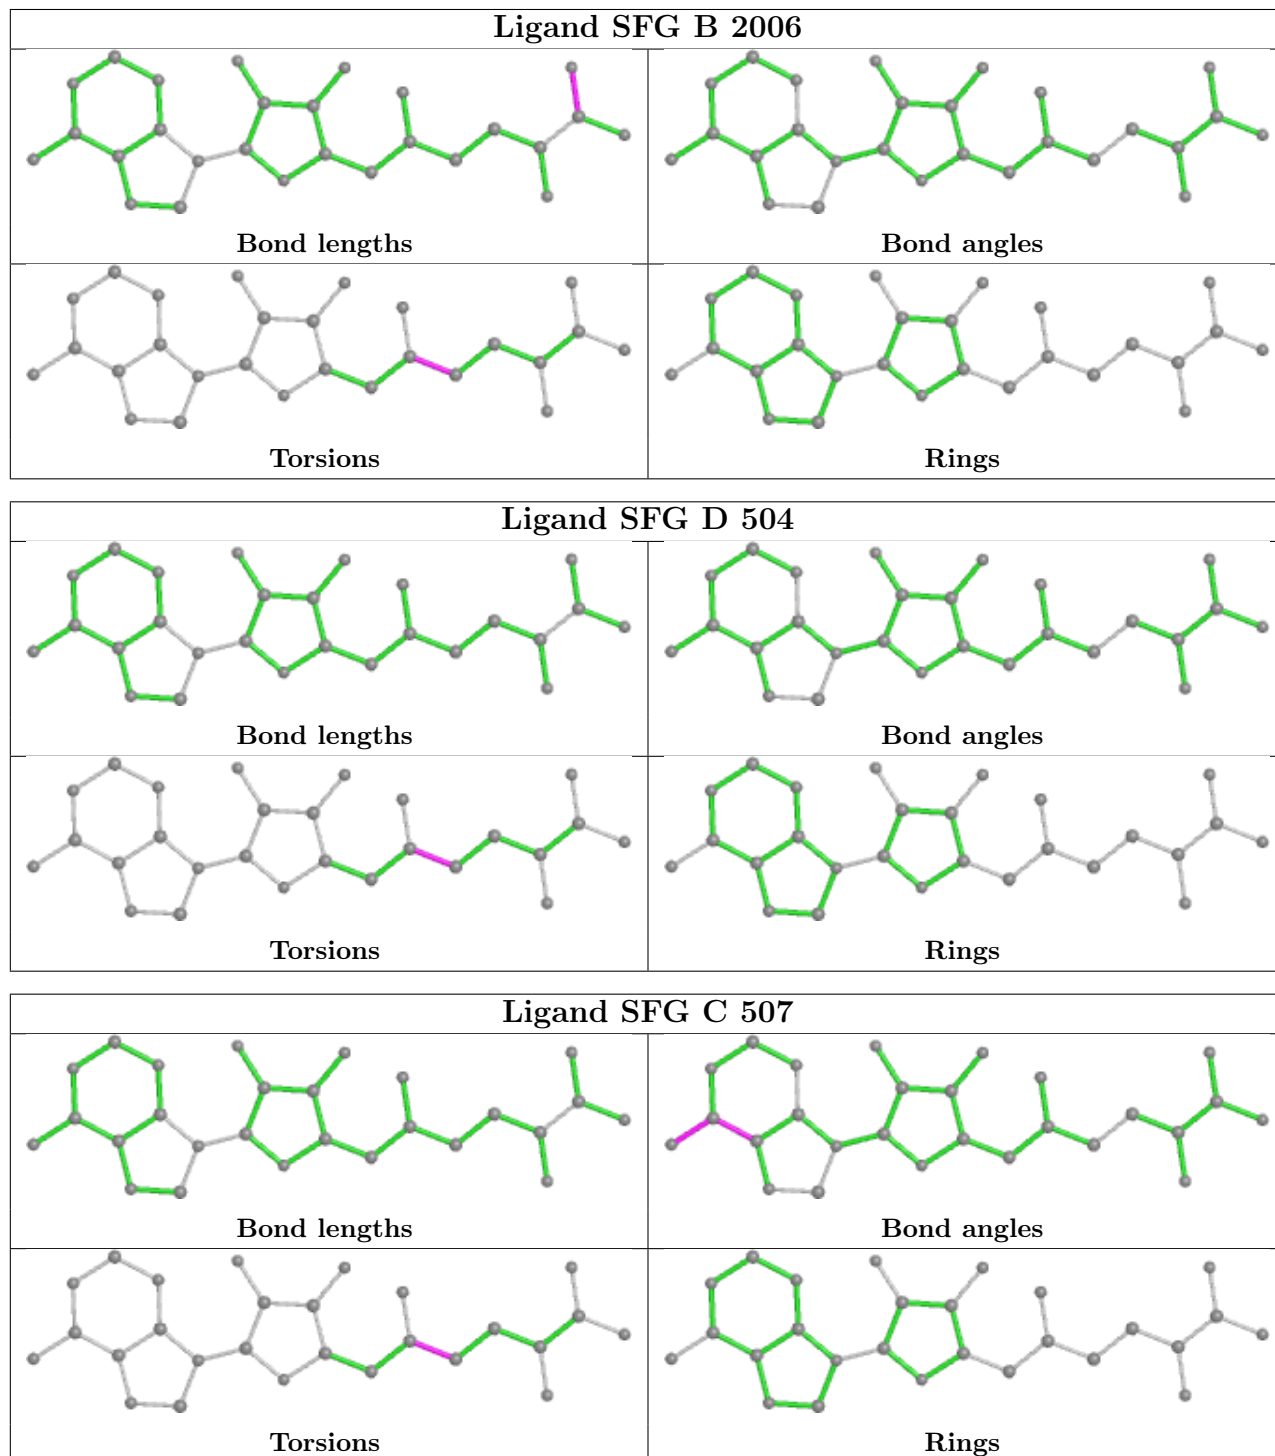 Ligand SFG B 2006
Bond lengths
Bond angles
Torsions
Rings
Ligand SFG D 504
Bond lengths
Bond angles
Torsions
Rings
Ligand SFG C 507
Bond lengths
Bond angles
Torsions
Rings